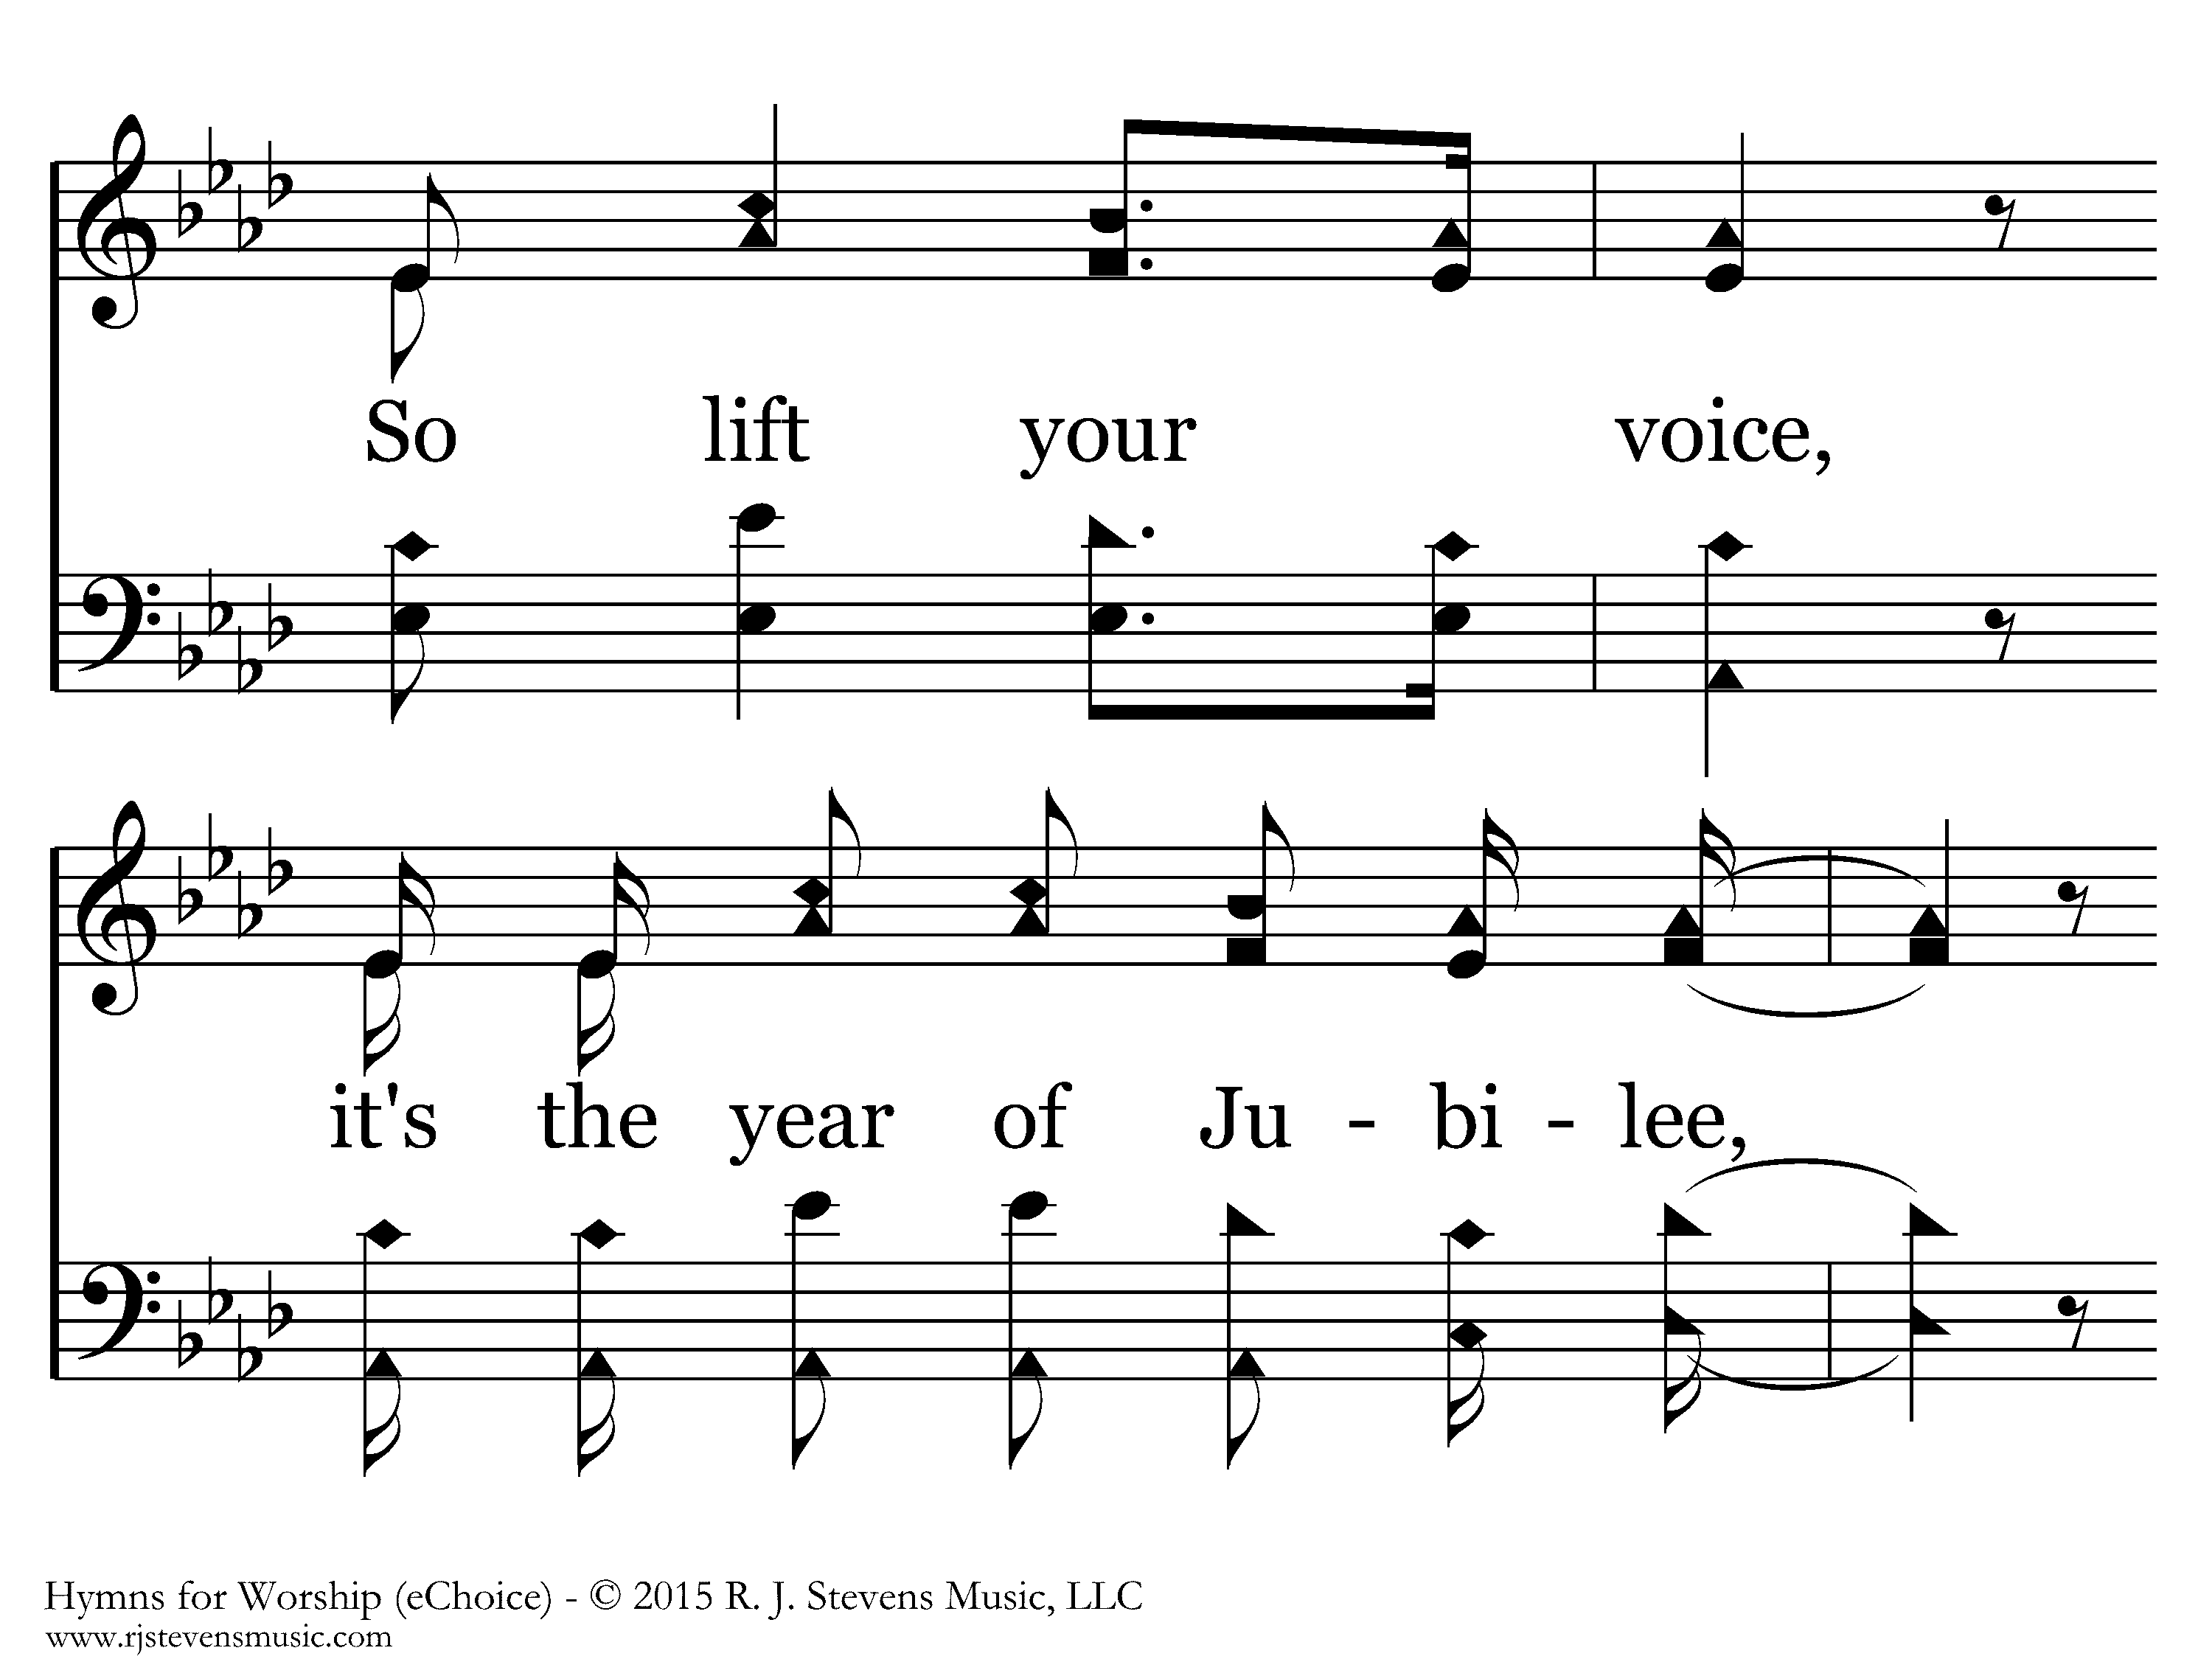 So lift your voice,
it's the year of Ju - bi - lee,
Hymns for Worship (eChoice) - © 2015 R. J. Stevens Music, LLC
www.rjstevensmusic.com